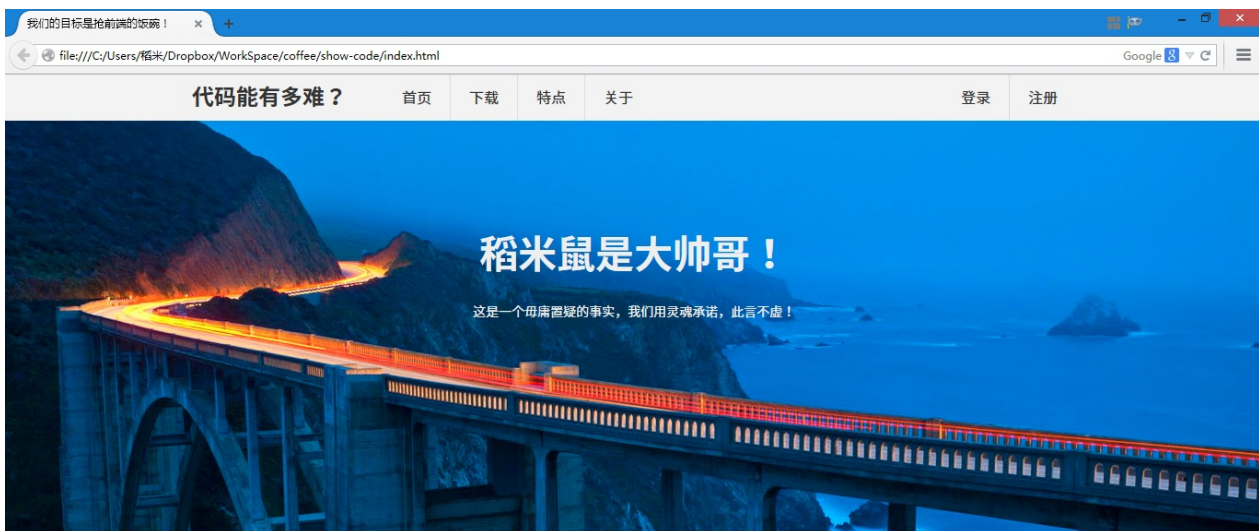 我们的目标是抢前端的饭碗！
file:///C:/Users/稻米/Dropbox/WorkSpace/coffee/show-code/index.html
Google
代码能有多难？ 首页 下载 特点 关于 登录 注册
稻米鼠是大帅哥！
这是一个毋庸置疑的事实，我们用灵魂承诺，此言不虚！